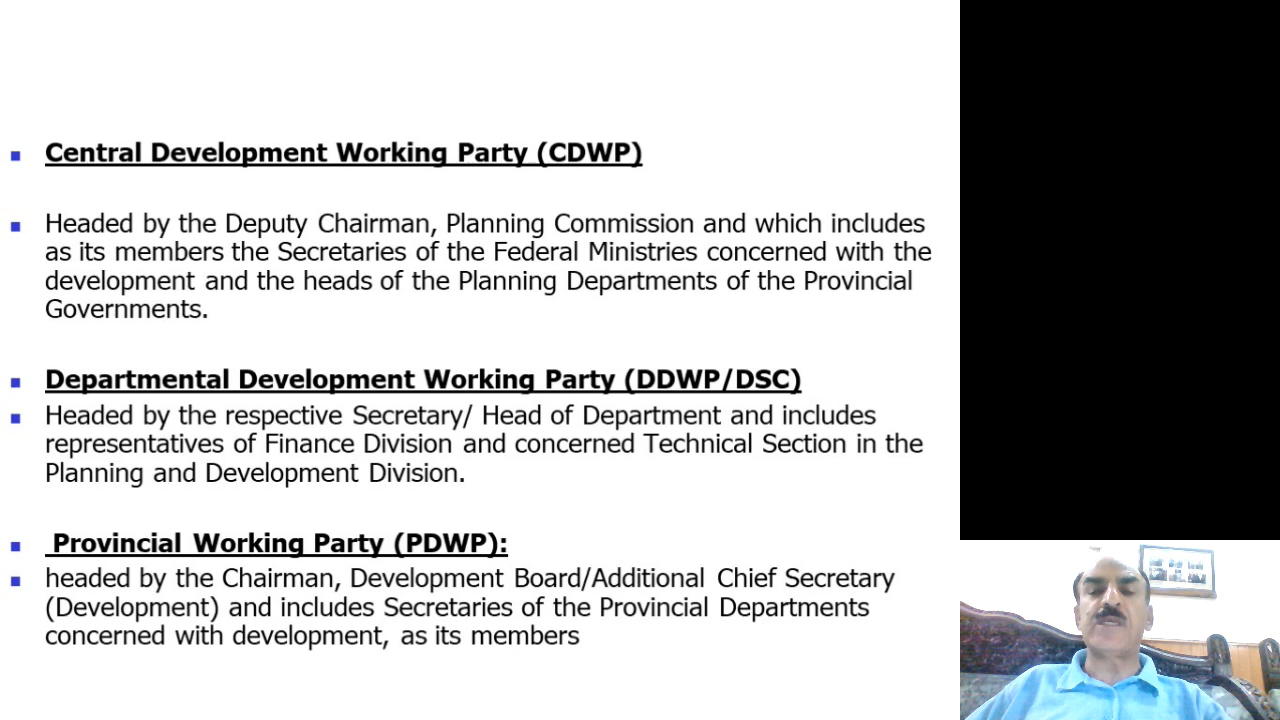 Central Development Working Party (CDWP)
Headed by the Deputy Chairman, Planning Commission and which includes
as its members the Secretaries of the Federal Ministries concerned with the
development and the heads of the Planning Departments of the Provincial
Governments.
Departmental Development Working Party (DDWP/DSC)
Headed by the respective Secretary/ Head of Department and includes
representatives of Finance Division and concerned Technical Section in the
Planning and Development Division.
Provincial Working Party (PDWP):
headed by the Chairman, Development Board/Additional Chief Secretary
(Development) and includes Secretaries of the Provincial Departments
concerned with development, as its members